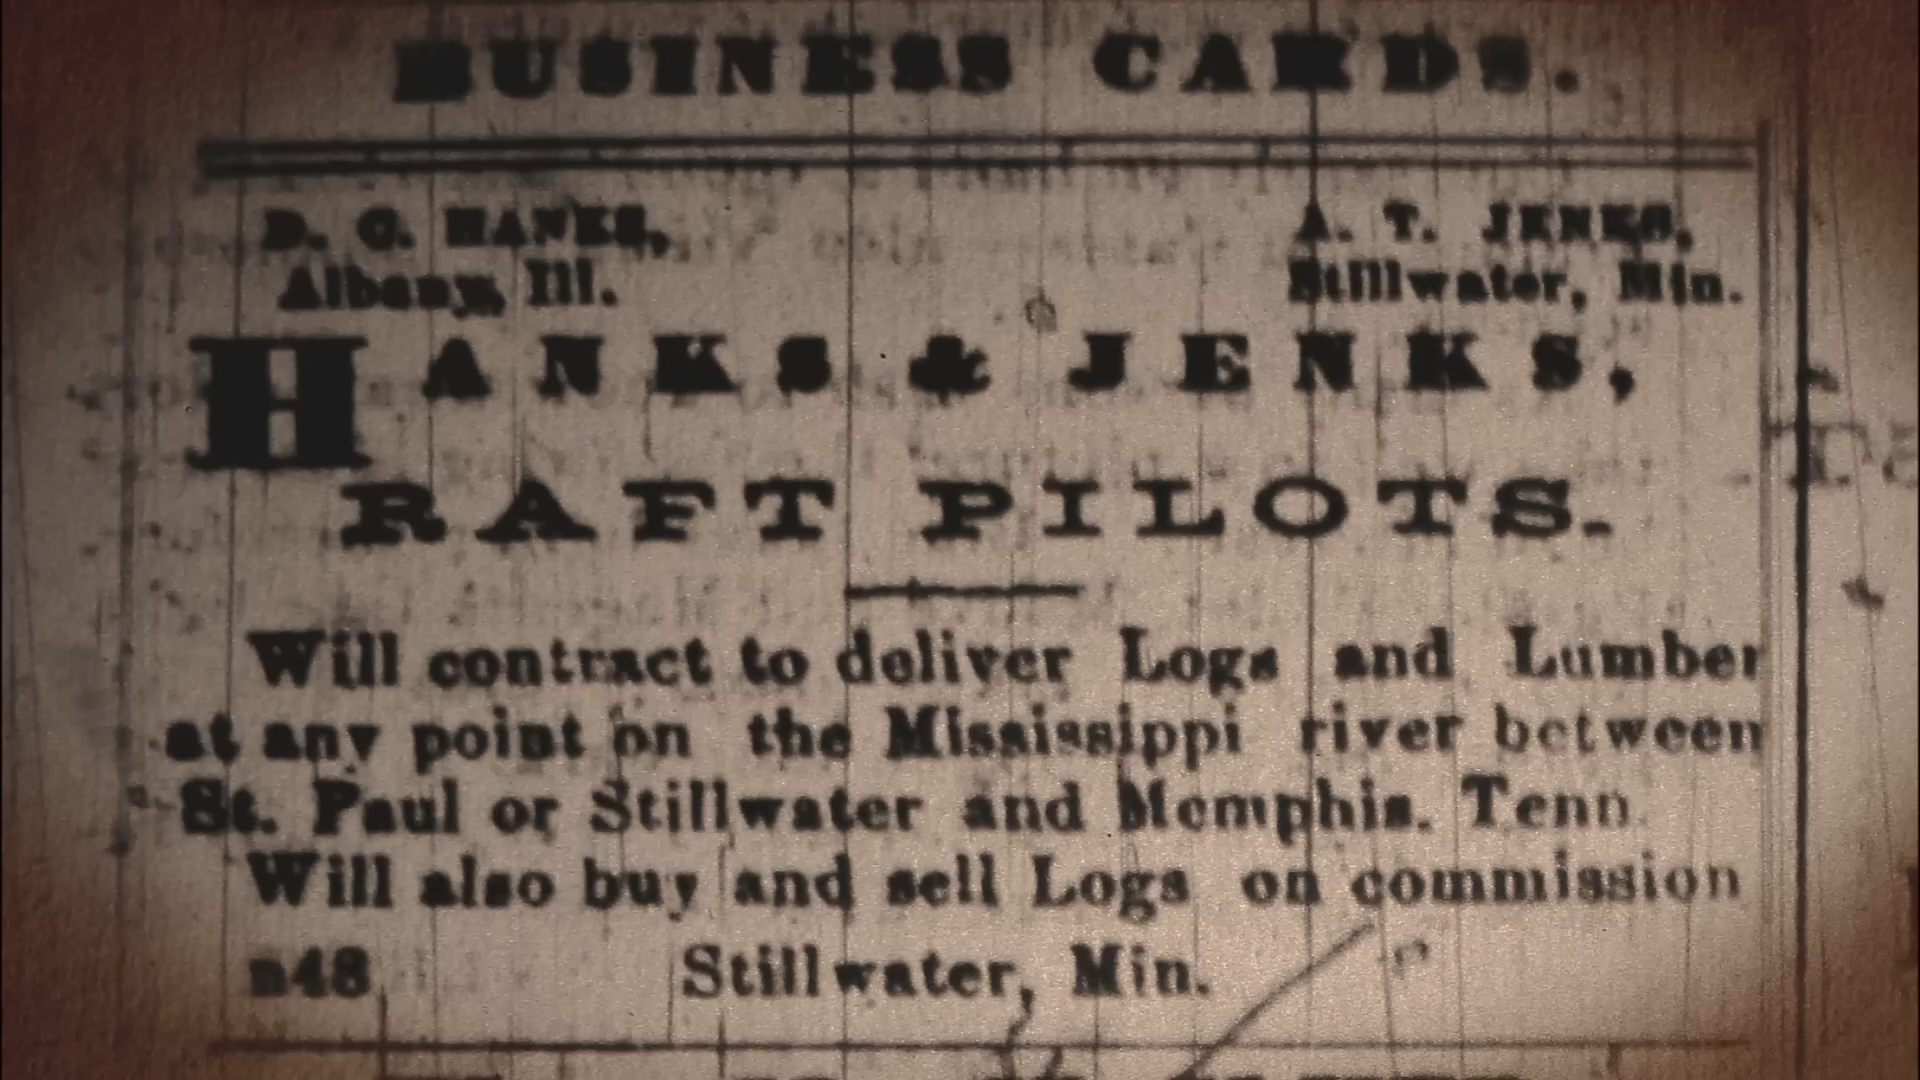 BUSINESS CARDS.
D. C. HANKS, A. T. JENKS,
Albany, Ill. Stillwater, Min.
HANKS & JENKS,
RAFT PILOTS.
Will contract to deliver Logs and Lumber
at any point on the Mississippi river between
St. Paul or Stillwater and Memphis. Tenn.
Will also buy and sell Logs on commission
n48 Stillwater, Min.